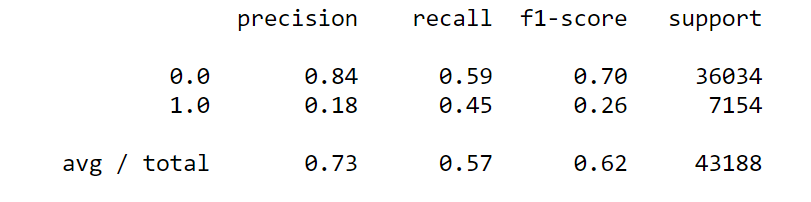 precision recall f1-score support
0.0 0.84 0.59 0.70 36034
1.0 0.18 0.45 0.26 7154
avg / total 0.73 0.57 0.62 43188